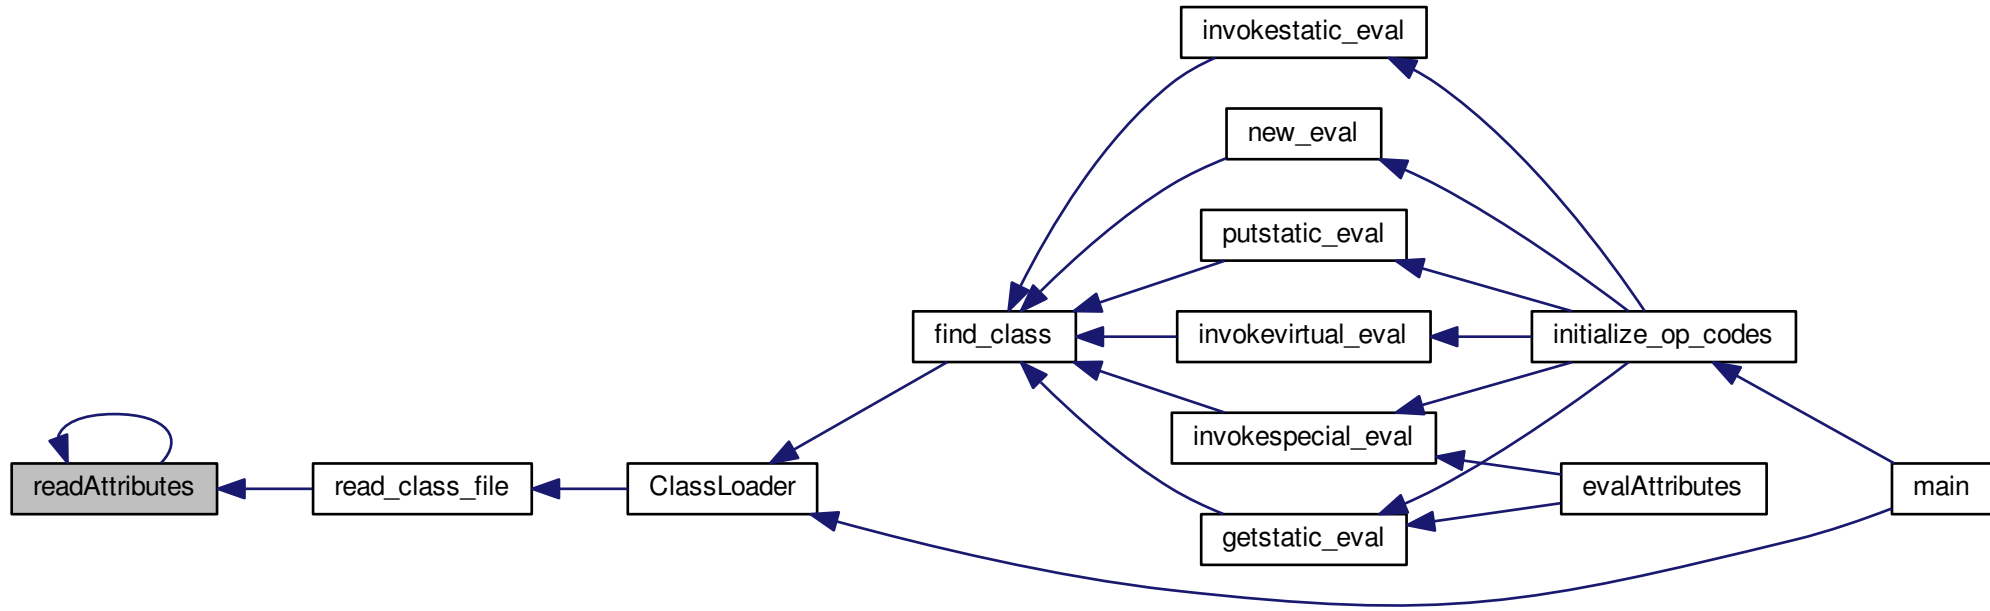 invokestatic_eval
new_eval
putstatic_eval
find_class
invokevirtual_eval
initialize_op_codes
invokespecial_eval
readAttributes
read_class_file
ClassLoader
evalAttributes
main
getstatic_eval